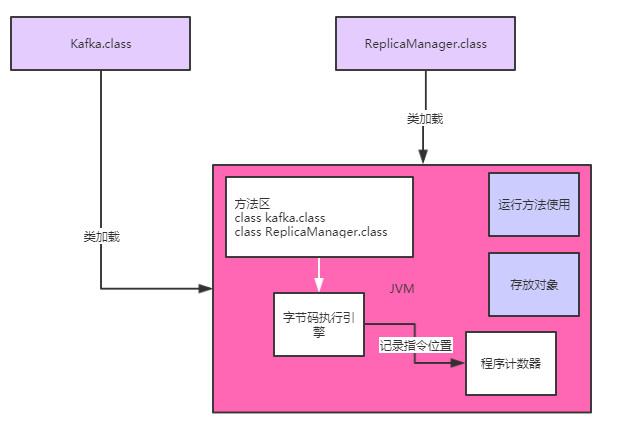 Kafka.class
ReplicaManager.class
类加载
类加载
方法区
class kafka.class
class ReplicaManager.class
运行方法使用
存放对象
JVM
字节码执行引
擎
记录指令位置
程序计数器